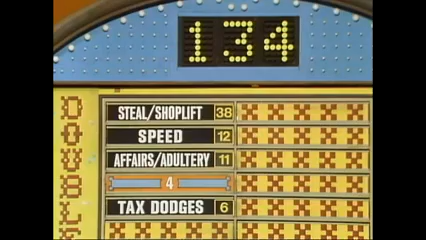 134
DOUBLE
STEAL/SHOPLIFT 38
SPEED 12
AFFAIRS/ADULTERY 11
4
TAX DODGES 6